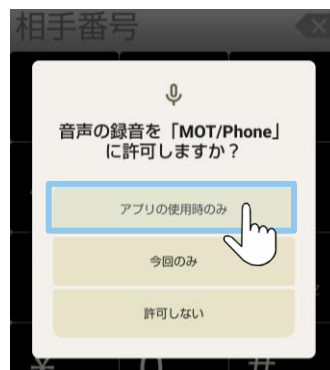 相手番号
音声の録音を「MOT/Phone」
に許可しますか？
アプリの使用時のみ
今回のみ
許可しない
* 0 #